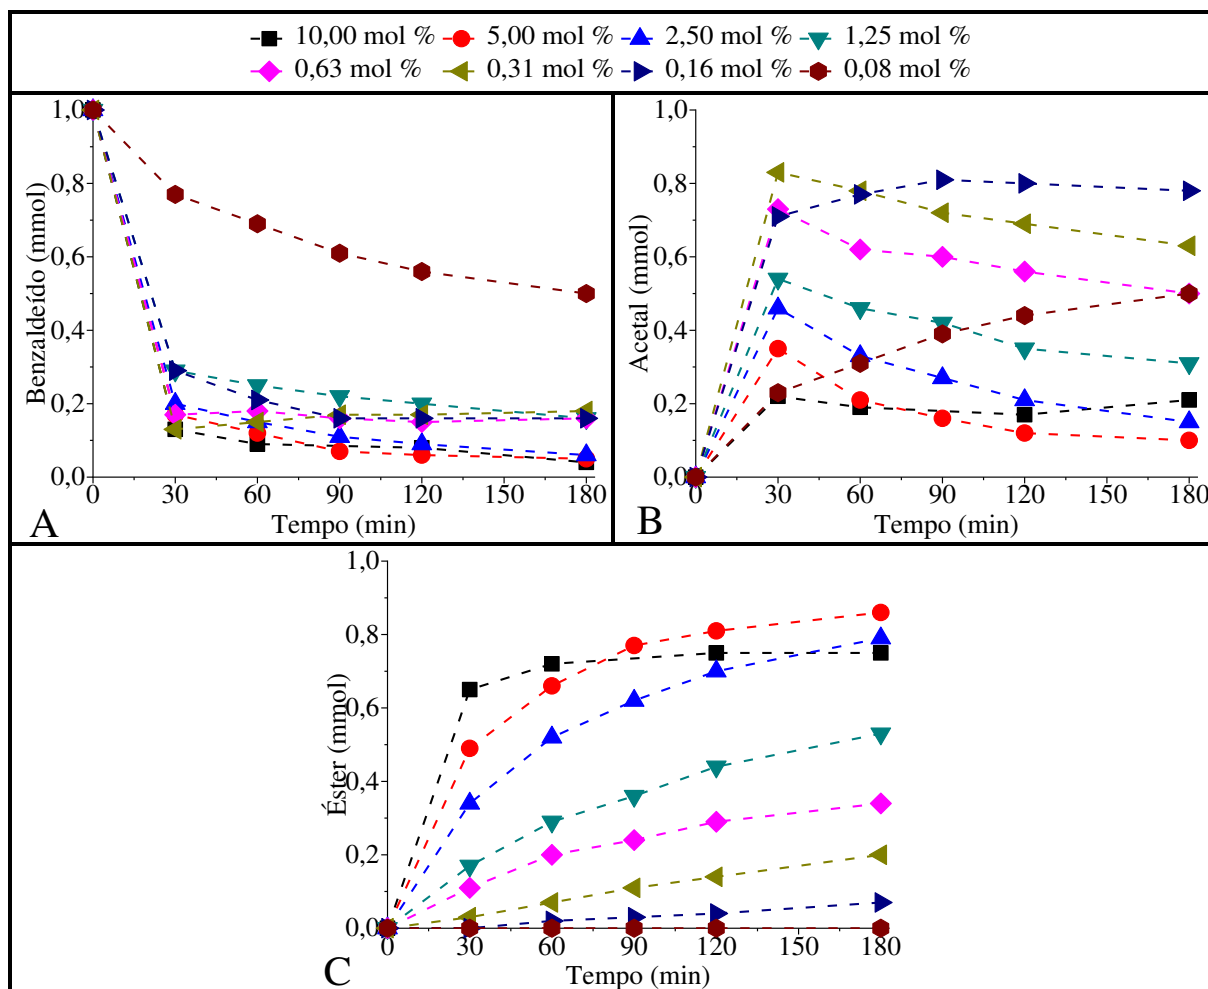 10,00 mol % 5,00 mol % 2,50 mol % 1,25 mol %
0,63 mol % 0,31 mol % 0,16 mol % 0,08 mol %
1,0
0,8
0,6
0,4
0,2
0,0
Benzaldeído (mmol)
0 30 60 90 120 150 180
Tempo (min)
A
1,0
0,8
0,6
0,4
0,2
0,0
Acetal (mmol)
0 30 60 90 120 150 180
Tempo (min)
B
1,0
0,8
0,6
0,4
0,2
0,0
Éster (mmol)
0 30 60 90 120 150 180
Tempo (min)
C